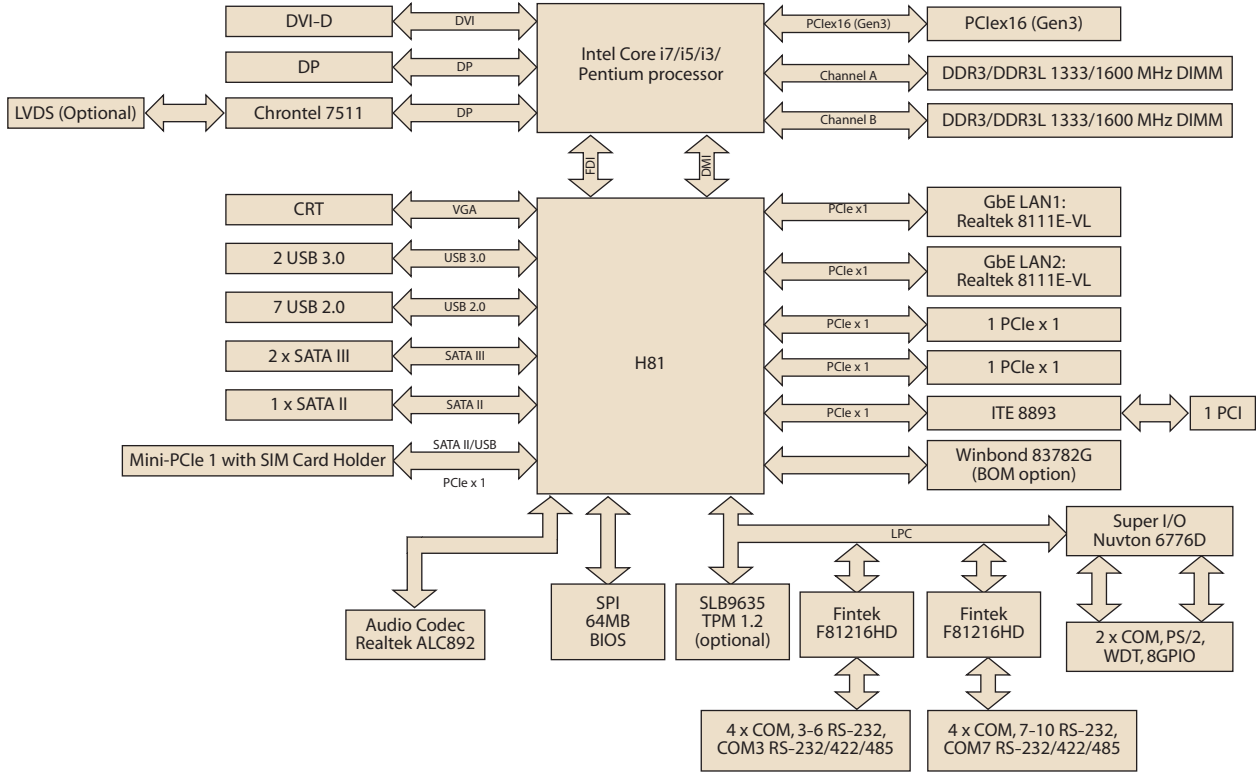 DVI-D
DVI
Intel Core i7/i5/i3/
Pentium processor
PCIex16 (Gen3)
PCIex16 (Gen3)
DP
DP
Channel A
DDR3/DDR3L 1333/1600 MHz DIMM
LVDS (Optional)
Chrontel 7511
DP
Channel B
DDR3/DDR3L 1333/1600 MHz DIMM
FDI
DMI
CRT
VGA
PCIe x1
GbE LAN1:
Realtek 8111E-VL
2 USB 3.0
USB 3.0
PCIe x1
GbE LAN2:
Realtek 8111E-VL
7 USB 2.0
USB 2.0
PCIe x 1
1 PCIe x 1
2 x SATA III
SATA III
H81
PCIe x 1
1 PCIe x 1
1 x SATA II
SATA II
PCIe x 1
ITE 8893
1 PCI
Mini-PCIe 1 with SIM Card Holder
SATA II/USB
PCIe x 1
Winbond 83782G
(BOM option)
LPC
Super I/O
Nuvton 6776D
Audio Codec
Realtek ALC892
SPI
64MB
BIOS
SLB9635
TPM 1.2
(optional)
Fintek
F81216HD
Fintek
F81216HD
2 x COM, PS/2,
WDT, 8GPIO
4 x COM, 3-6 RS-232,
COM3 RS-232/422/485
4 x COM, 7-10 RS-232,
COM7 RS-232/422/485